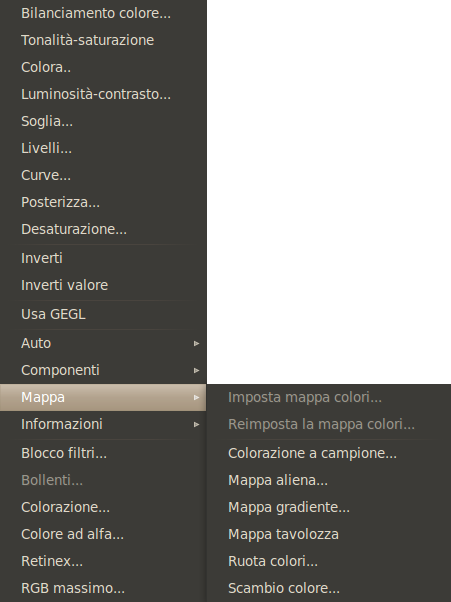 Bilanciamento colore...
Tonalità-saturazione
Colora..
Luminosità-contrasto...
Soglia...
Livelli...
Curve...
Posterizza...
Desaturazione...
Inverti
Inverti valore
Usa GEGL
Auto
Componenti
Mappa
Informazioni
Blocco filtri...
Bollenti...
Colorazione...
Colore ad alfa...
Retinex...
RGB massimo...
Imposta mappa colori...
Reimposta la mappa colori...
Colorazione a campione...
Mappa aliena...
Mappa gradiente...
Mappa tavolozza
Ruota colori...
Scambio colore...